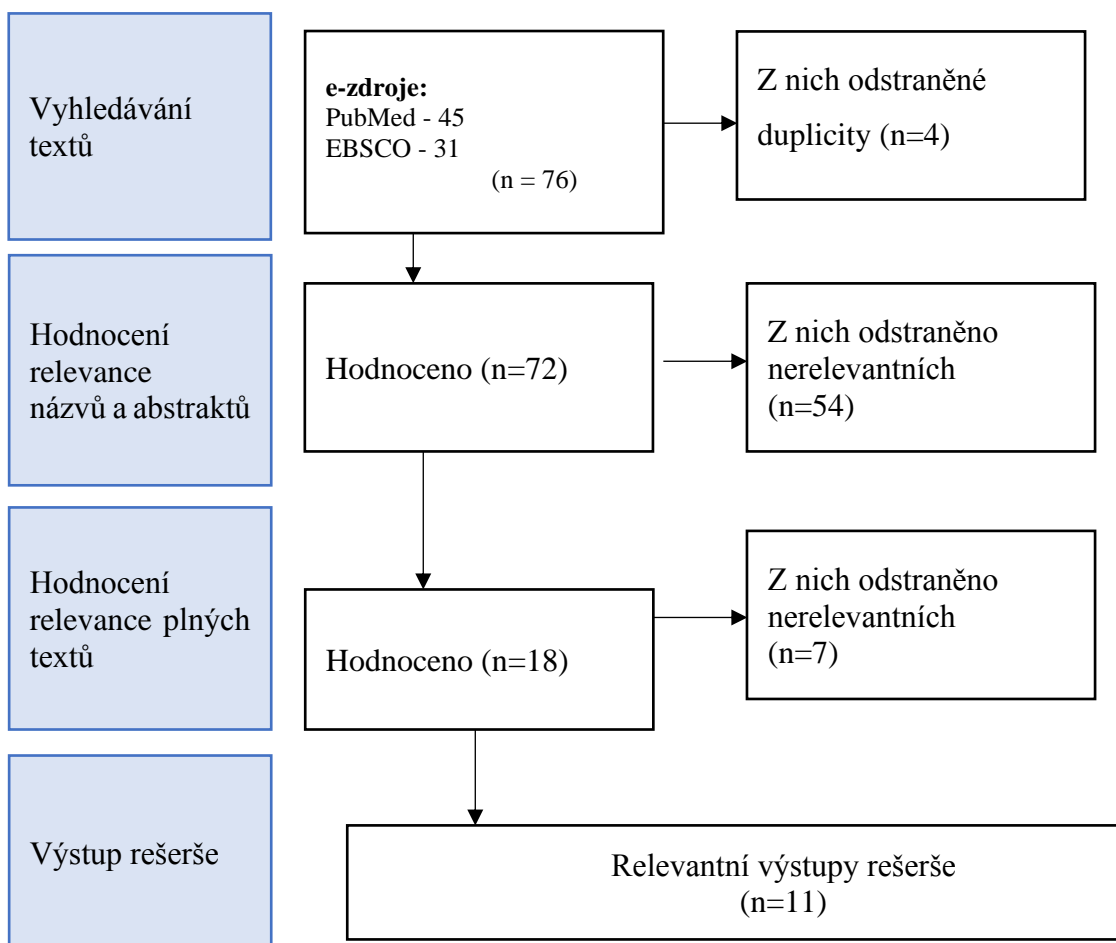 Vyhledávání
textů
e-zdroje:
PubMed - 45
EBSCO - 31
(n = 76)
Z nich odstraněné
duplicity (n=4)
Hodnocení
relevance
názvů a abstraktů
Hodnoceno (n=72)
Z nich odstraněno
nerelevantních
(n=54)
Hodnocení
relevance plných
textů
Hodnoceno (n=18)
Z nich odstraněno
nerelevantních
(n=7)
Výstup rešerše
Relevantní výstupy rešerše
(n=11)